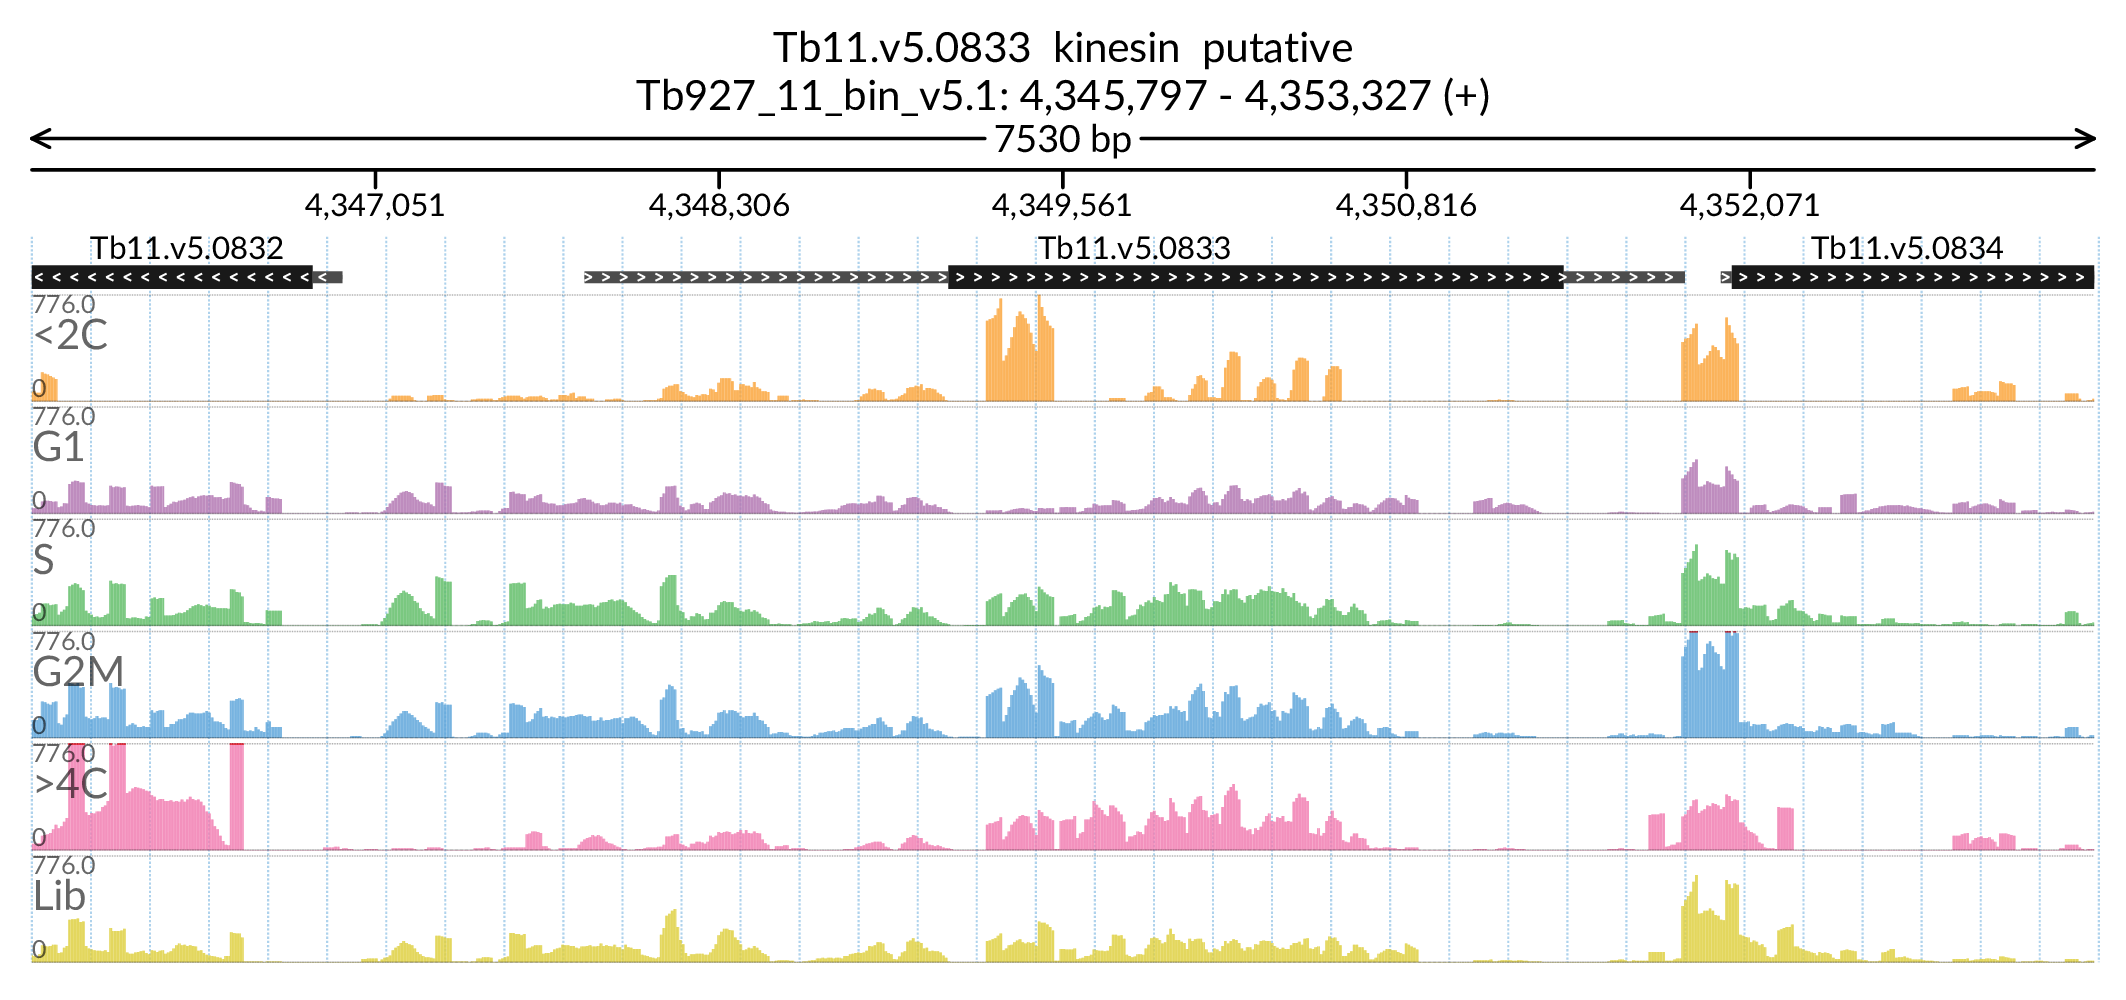 Tb11.v5.0833 kinesin putative
Tb927_11_bin_v5.1: 4,345,797 - 4,353,327 (+)
7530 bp
4,347,051 4,348,306 4,349,561 4,350,816 4,352,071
Tb11.v5.0832 Tb11.v5.0833 Tb11.v5.0834
776.0
<2C
0
776.0
G1
0
776.0
S
0
776.0
G2M
0
776.0
>4C
0
776.0
Lib
0